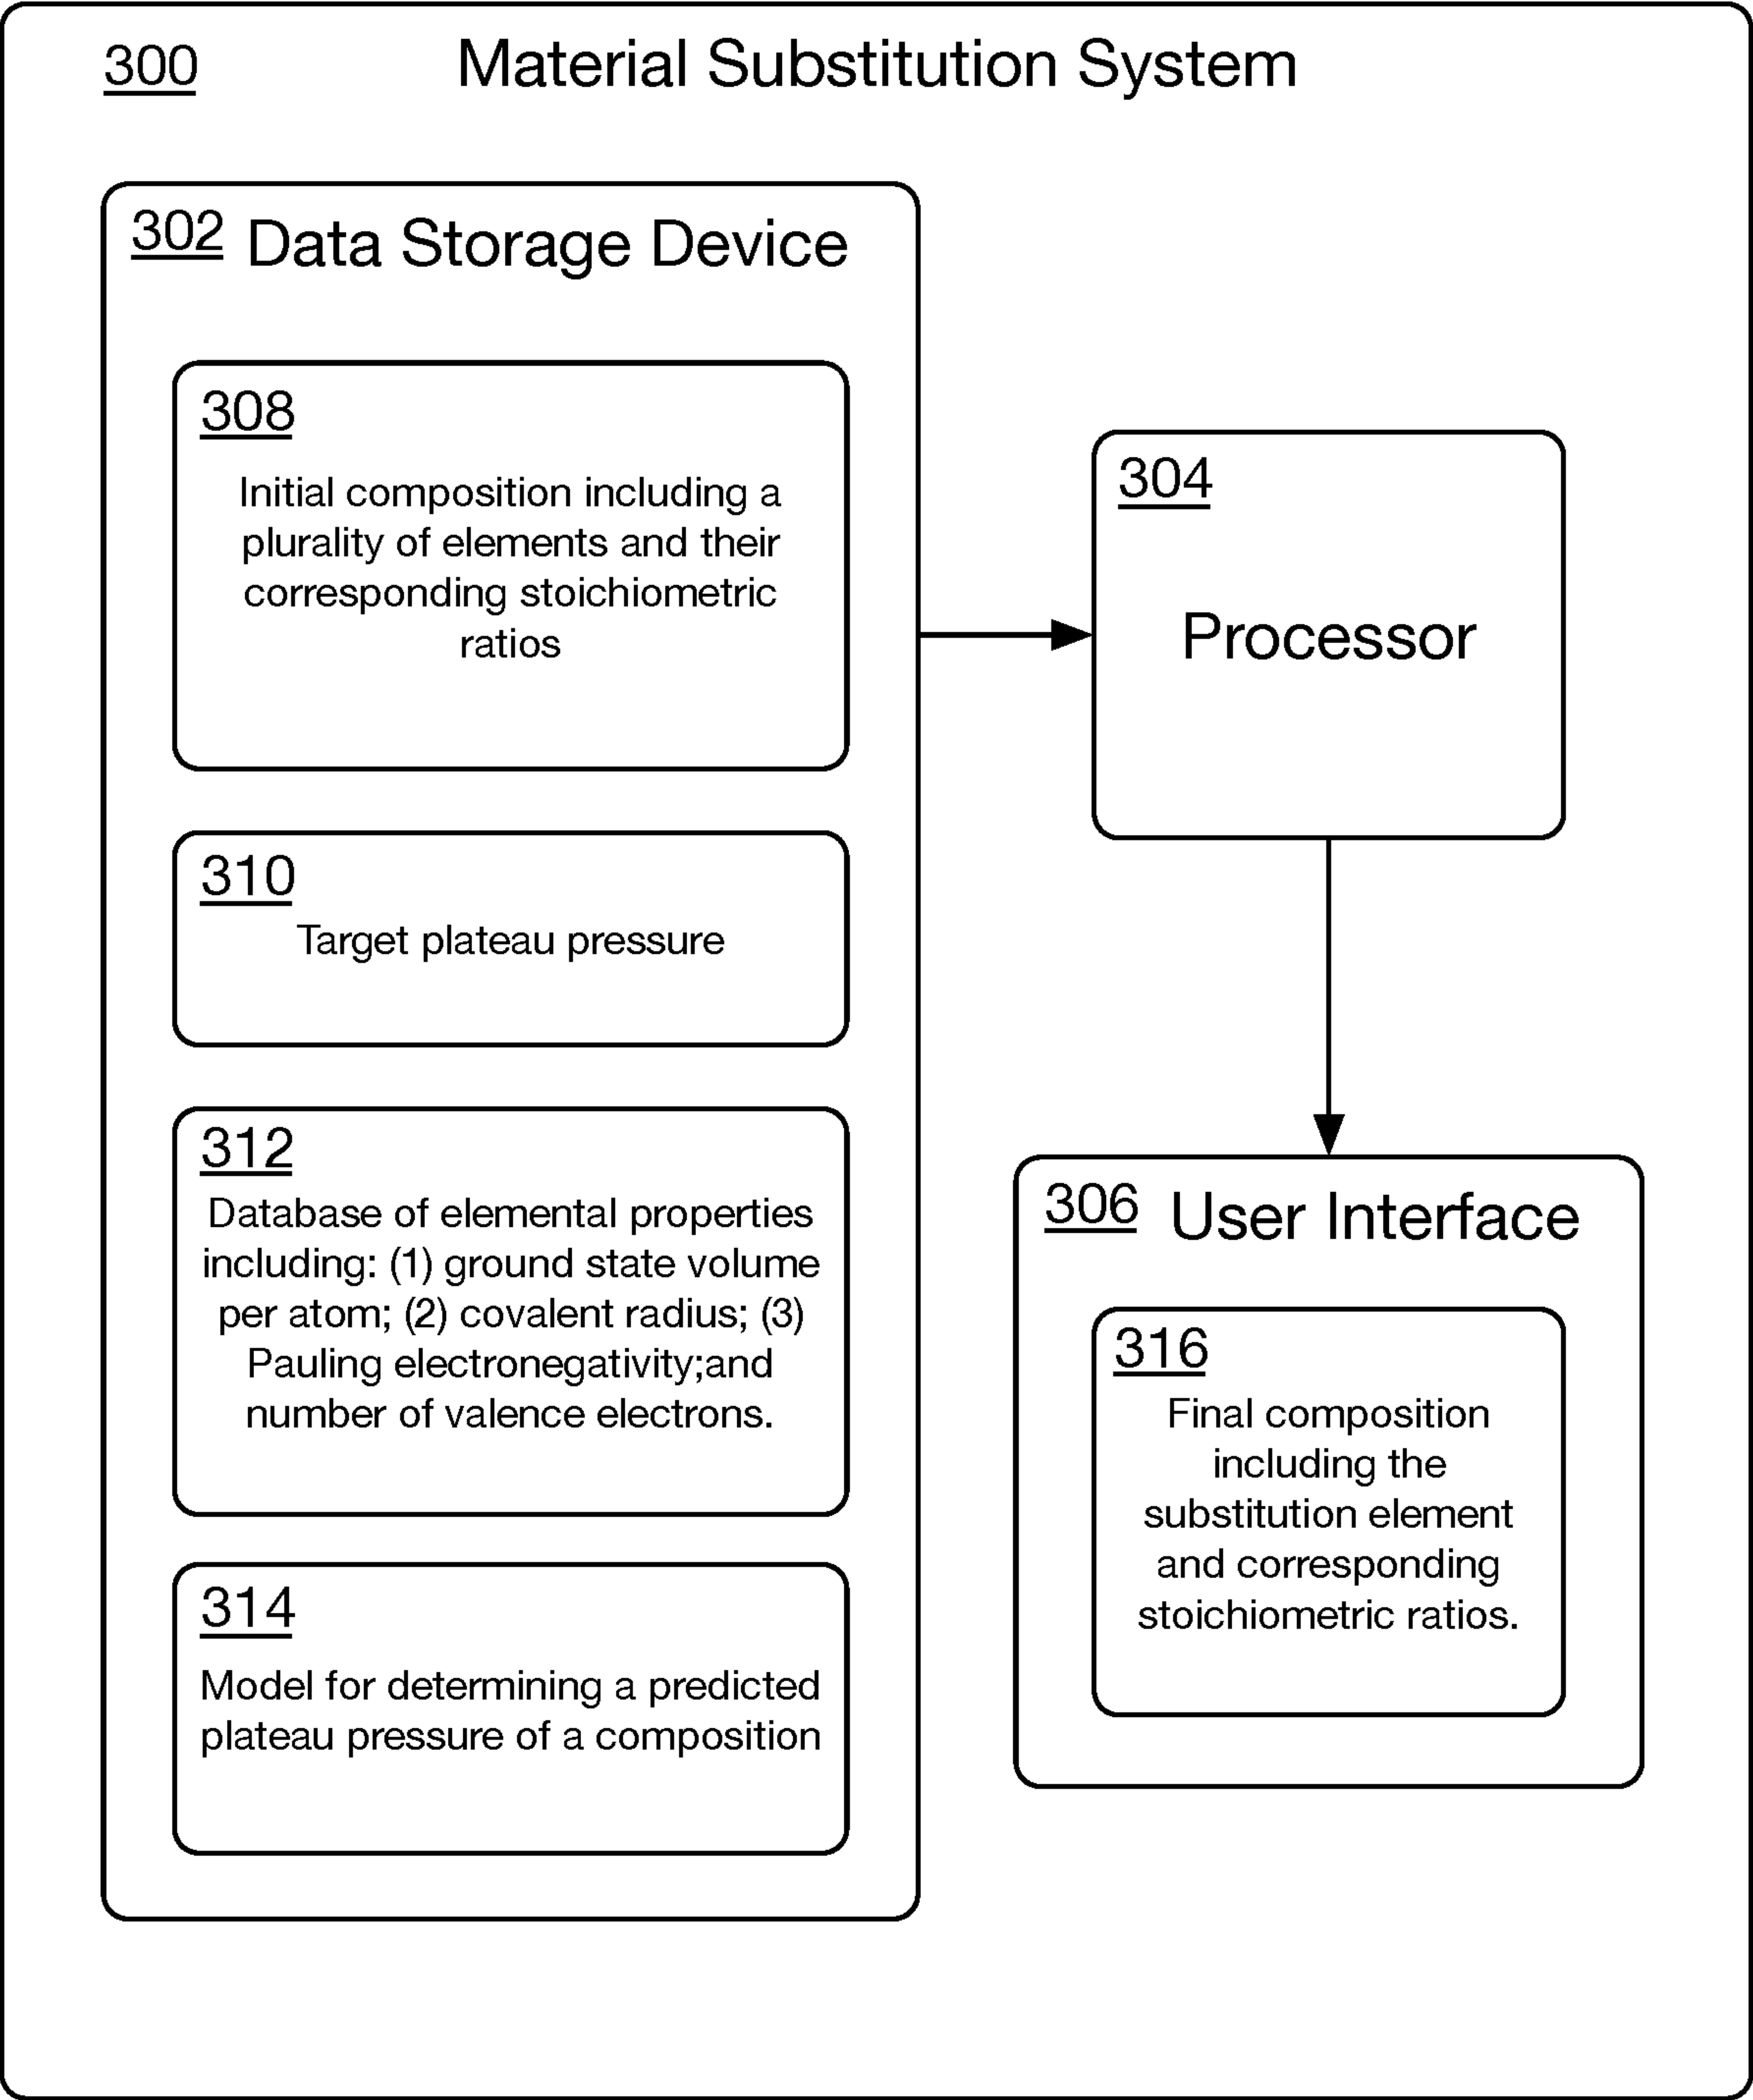 300
Material Substitution System
302 Data Storage Device
308
Initial composition including a
plurality of elements and their
corresponding stoichiometric
ratios
310
Target plateau pressure
312
Database of elemental properties
including: (1) ground state volume
per atom; (2) covalent radius; (3)
Pauling electronegativity;and
number of valence electrons.
314
Model for determining a predicted
plateau pressure of a composition
304
Processor
306 User Interface
316
Final composition
including the
substitution element
and corresponding
stoichiometric ratios.